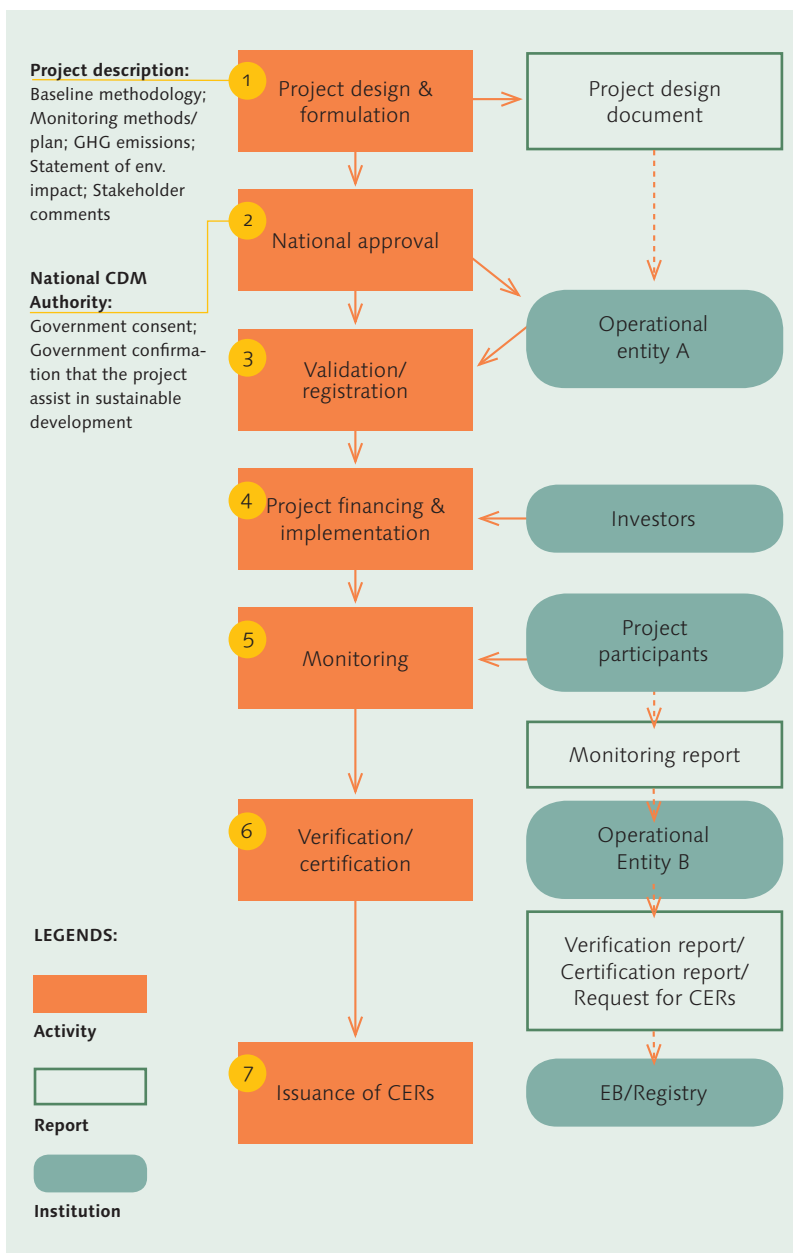 Project description:
Baseline methodology;
Monitoring methods/
plan; GHG emissions;
Statement of env.
impact; Stakeholder
comments
National CDM
Authority:
Government consent;
Government confirma-
tion that the project
assist in sustainable
development
1
Project design &
formulation
Project design
document
2
National approval
Operational
entity A
3
Validation/
registration
4
Project financing &
implementation
Investors
5
Monitoring
Project
participants
Monitoring report
6
Verification/
certification
Operational
Entity B
Verification report/
Certification report/
Request for CERs
7
Issuance of CERs
EB/Registry
LEGENDS:
Activity
Report
Institution